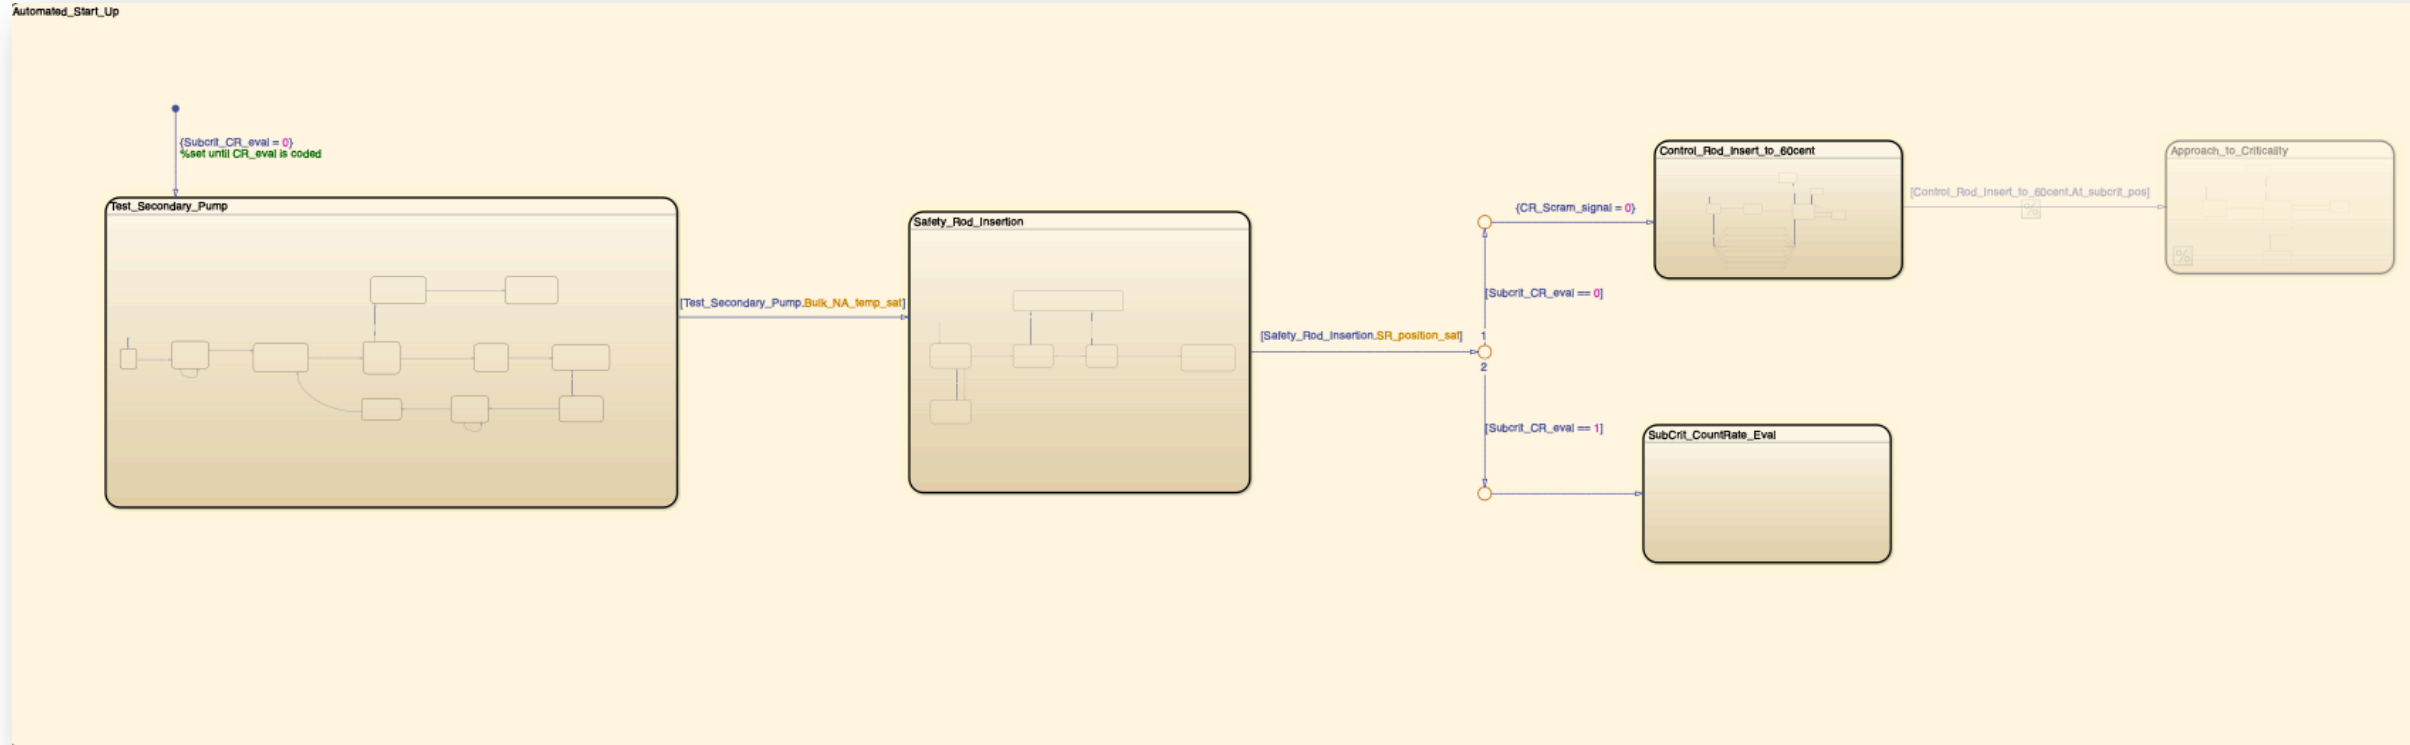 Automated_Start_Up
{Subcrit_CR_eval = 0}
%set until CR_eval is coded
Test_Secondary_Pump
[Test_Secondary_Pump.Bulk_NA_temp_sat]
Safety_Rod_Insertion
[Safety_Rod_Insertion.SR_position_sat]
1
2
[Subcrit_CR_eval == 0]
{CR_Scram_signal = 0}
Control_Rod_Insert_to_60cent
[Control_Rod_Insert_to_60cent.At_subcrit_pos]
%
Approach_to_Criticality
%
[Subcrit_CR_eval == 1]
SubCrit_CountRate_Eval